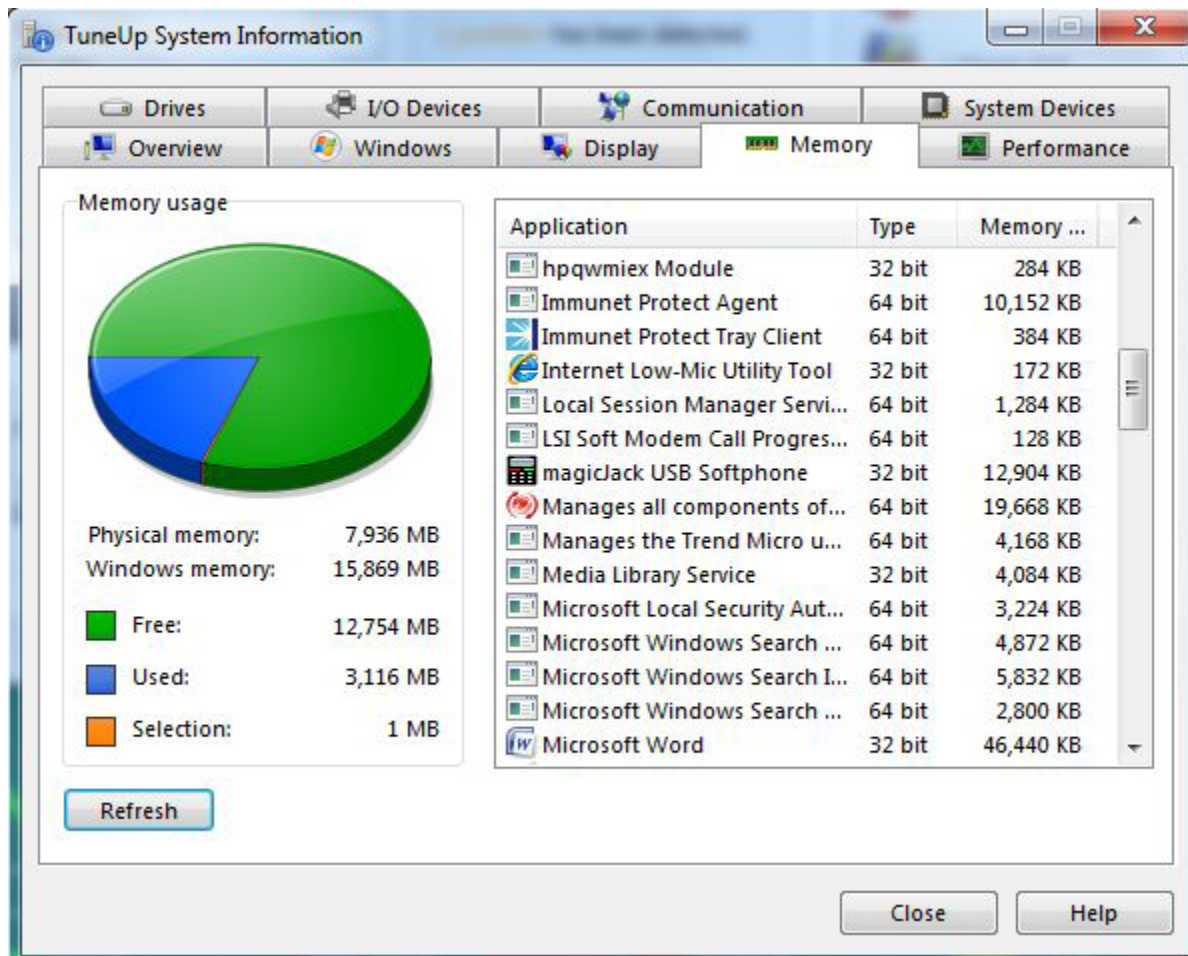 TuneUp System Information
Drives I/O Devices Communication System Devices
Overview Windows Display Memory Performance
Memory usage
Physical memory: 7,936 MB
Windows memory: 15,869 MB
Free: 12,754 MB
Used: 3,116 MB
Selection: 1 MB
Refresh
Application Type Memory ...
hpqwmiex Module 32 bit 284 KB
Immunet Protect Agent 64 bit 10,152 KB
Immunet Protect Tray Client 64 bit 384 KB
Internet Low-Mic Utility Tool 32 bit 172 KB
Local Session Manager Servi... 64 bit 1,284 KB
LSI Soft Modem Call Progres... 64 bit 128 KB
magicJack USB Softphone 32 bit 12,904 KB
Manages all components of... 64 bit 19,668 KB
Manages the Trend Micro u... 64 bit 4,168 KB
Media Library Service 32 bit 4,084 KB
Microsoft Local Security Aut... 64 bit 3,224 KB
Microsoft Windows Search ... 64 bit 4,872 KB
Microsoft Windows Search I... 64 bit 5,832 KB
Microsoft Windows Search ... 64 bit 2,800 KB
Microsoft Word 32 bit 46,440 KB
Close Help